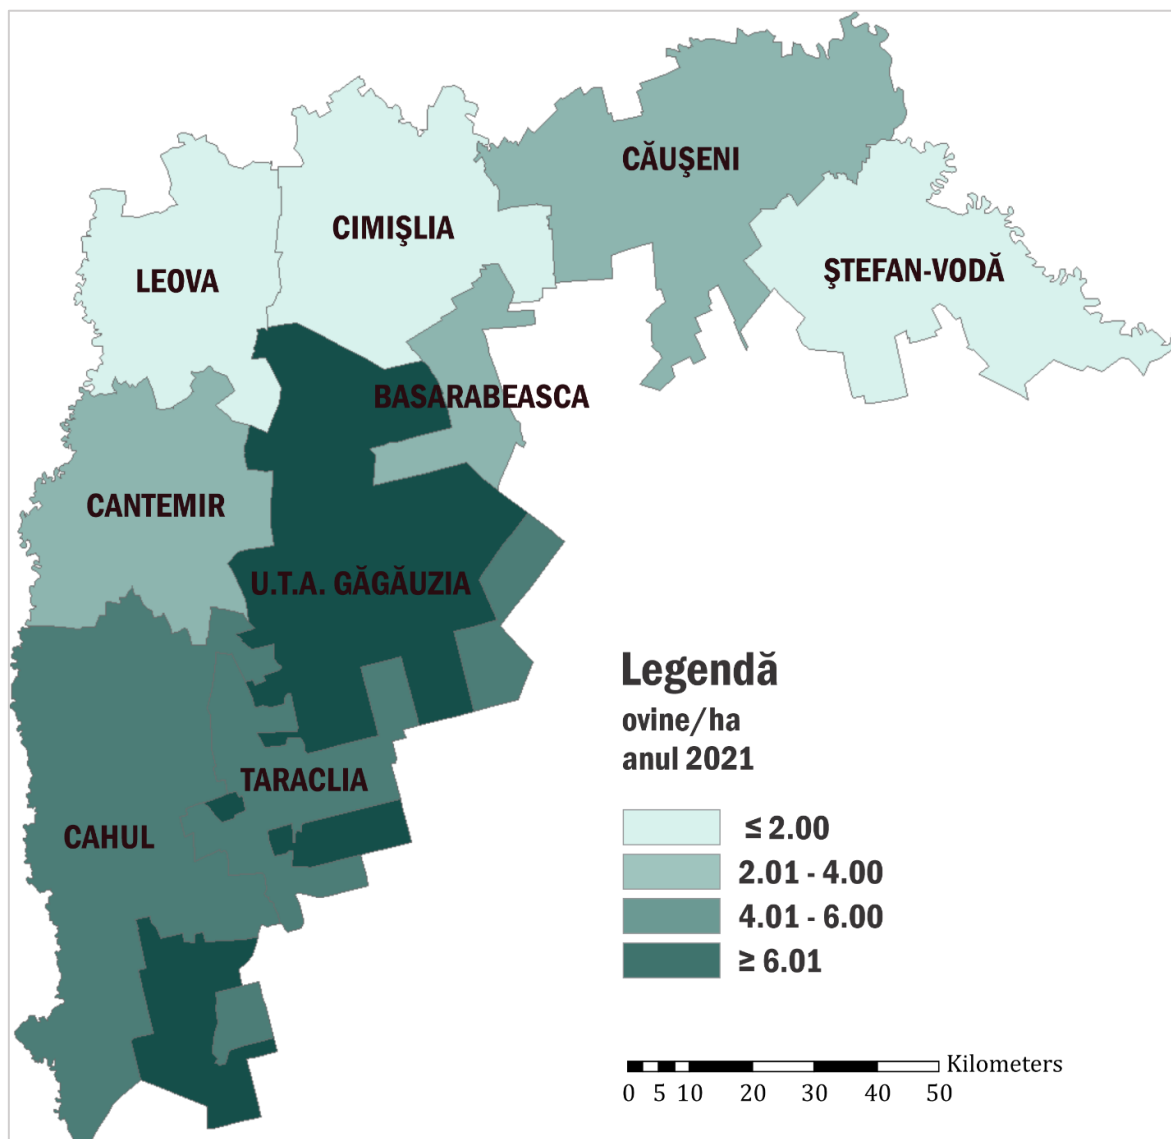 CĂUŞENI
CIMIŞLIA
ŞTEFAN-VODĂ
LEOVA
BASARABEASCA
CANTEMIR
U.T.A. GĂGĂUZIA
TARACLIA
CAHUL
Legendă
ovine/ha
anul 2021
≤ 2.00
2.01 - 4.00
4.01 - 6.00
≥ 6.01
Kilometers
0 5 10 20 30 40 50